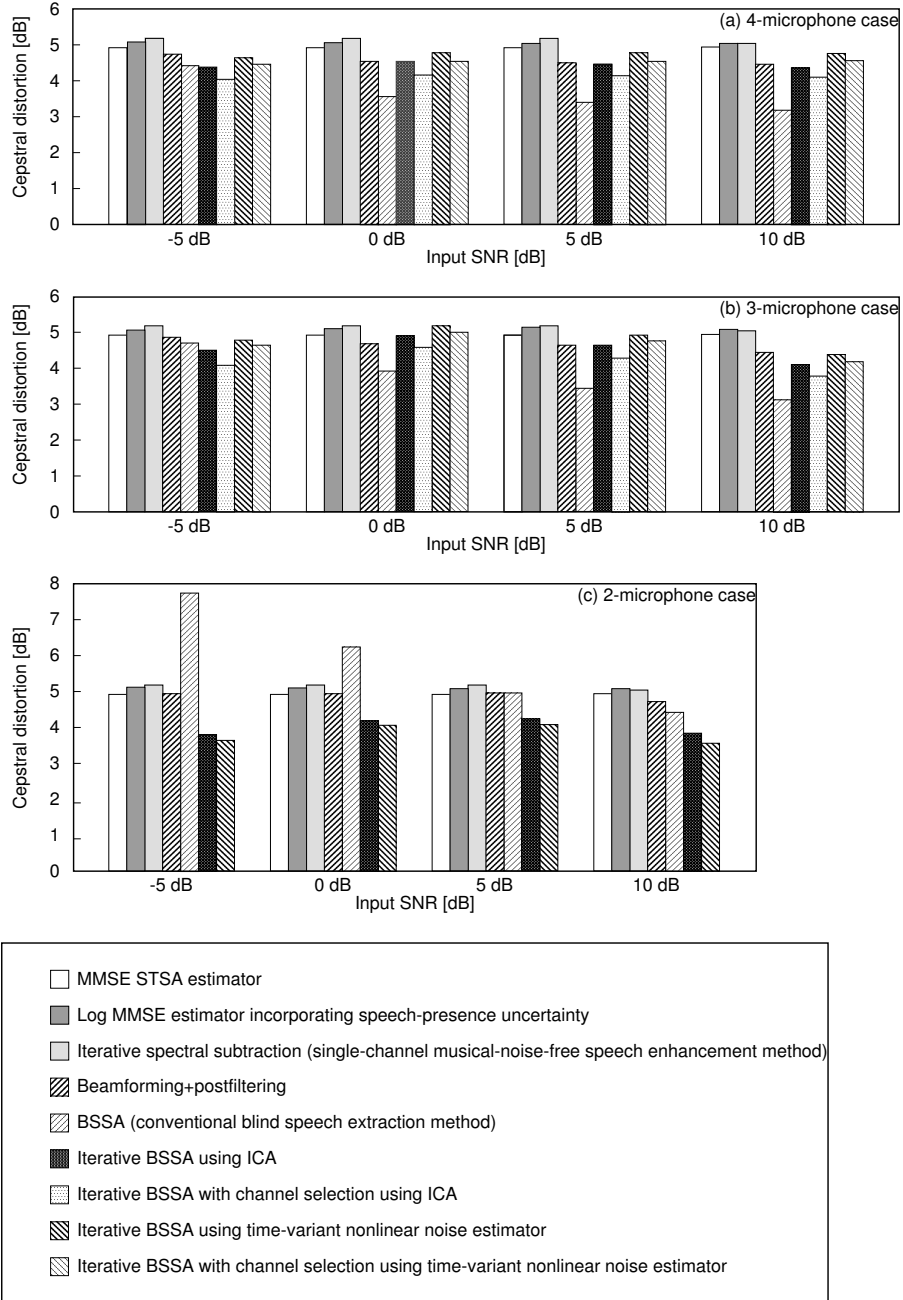 (a) 4-microphone case
Cepstral distortion [dB]
6
5
4
3
2
1
0
-5 dB
0 dB
5 dB
10 dB
Input SNR [dB]
(b) 3-microphone case
Cepstral distortion [dB]
6
5
4
3
2
1
0
-5 dB
0 dB
5 dB
10 dB
Input SNR [dB]
(c) 2-microphone case
Cepstral distortion [dB]
8
7
6
5
4
3
2
1
0
-5 dB
0 dB
5 dB
10 dB
Input SNR [dB]
MMSE STSA estimator
Log MMSE estimator incorporating speech-presence uncertainty
Iterative spectral subtraction (single-channel musical-noise-free speech enhancement method)
Beamforming+postfiltering
BSSA (conventional blind speech extraction method)
Iterative BSSA using ICA
Iterative BSSA with channel selection using ICA
Iterative BSSA using time-variant nonlinear noise estimator
Iterative BSSA with channel selection using time-variant nonlinear noise estimator